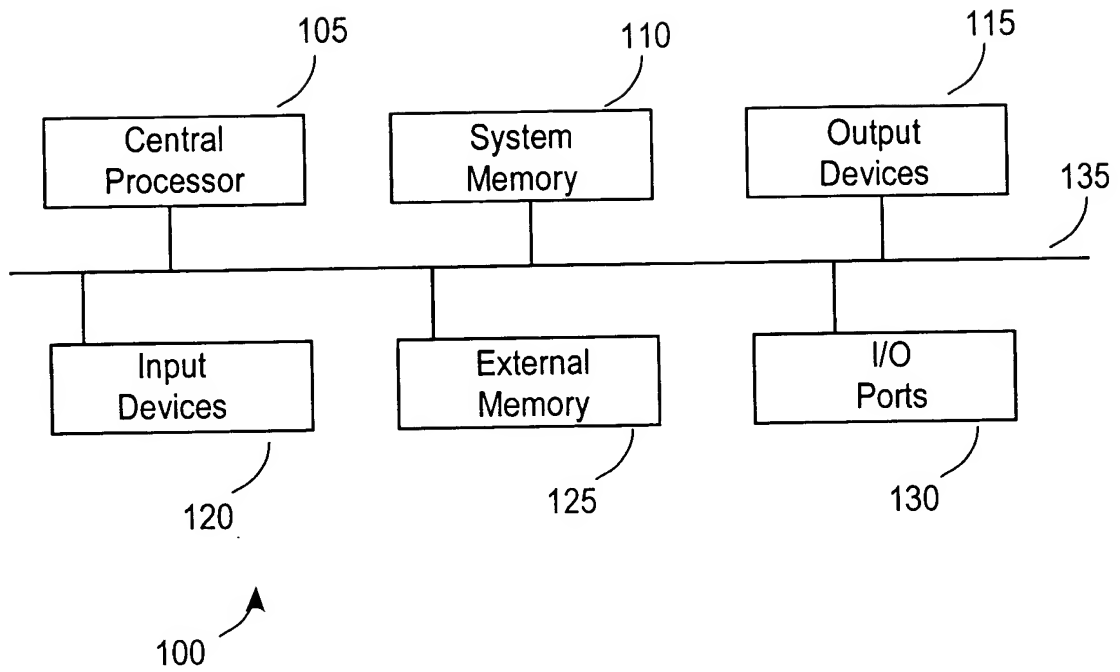 105
110
115
Central
Processor
System
Memory
Output
Devices
135
Input
Devices
External
Memory
I/O
Ports
120
125
130
100